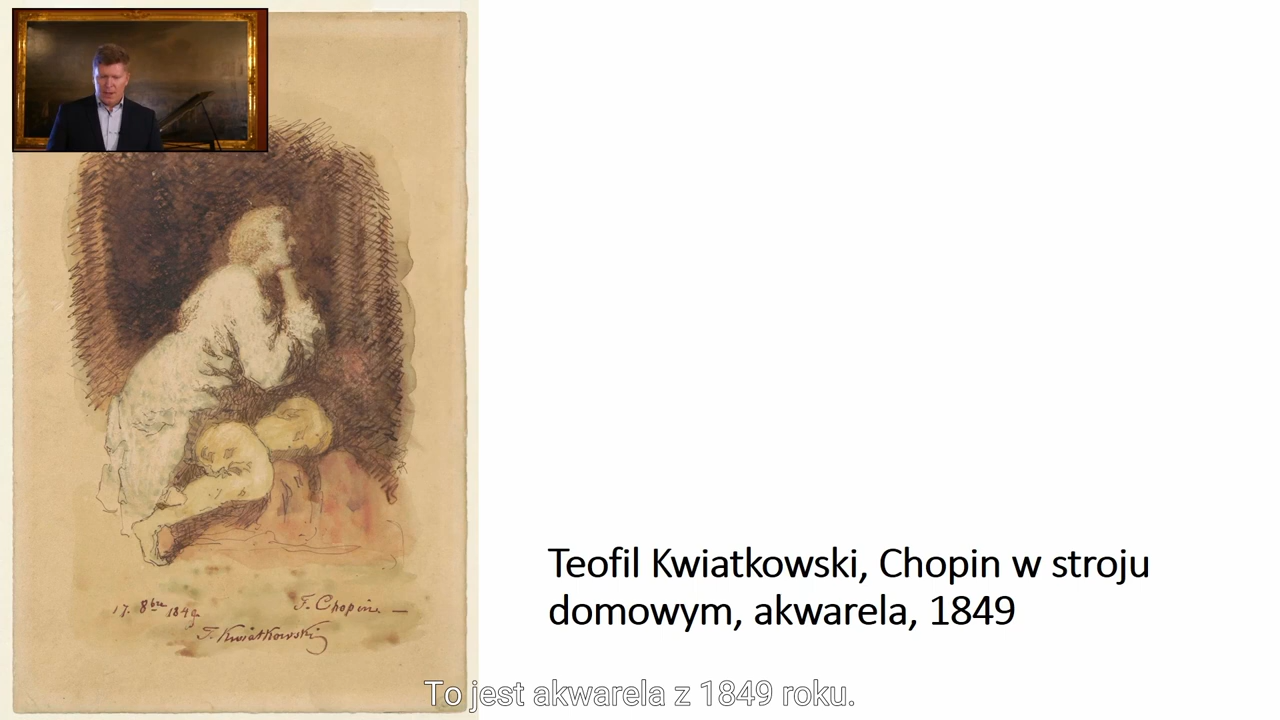 17. 8bre 1849
F. Chopin. —
T. Kwiatkowski
Teofil Kwiatkowski, Chopin w stroju
domowym, akwarela, 1849
To jest akwarela z 1849 roku.